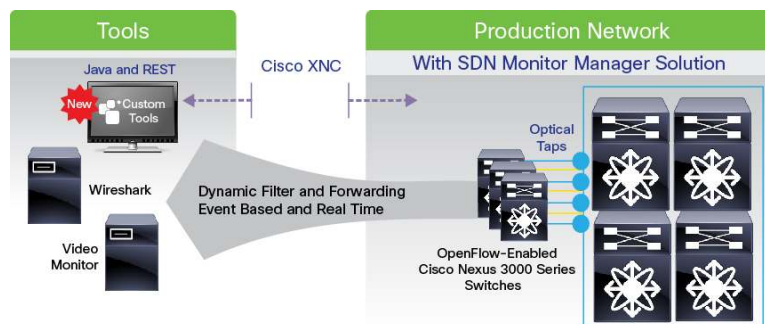 Tools
Production Network
Java and REST
Cisco XNC
With SDN Monitor Manager Solution
New
Custom
Tools
Optical
Taps
Wireshark
Dynamic Filter and Forwarding
Event Based and Real Time
Video
Monitor
OpenFlow-Enabled
Cisco Nexus 3000 Series
Switches